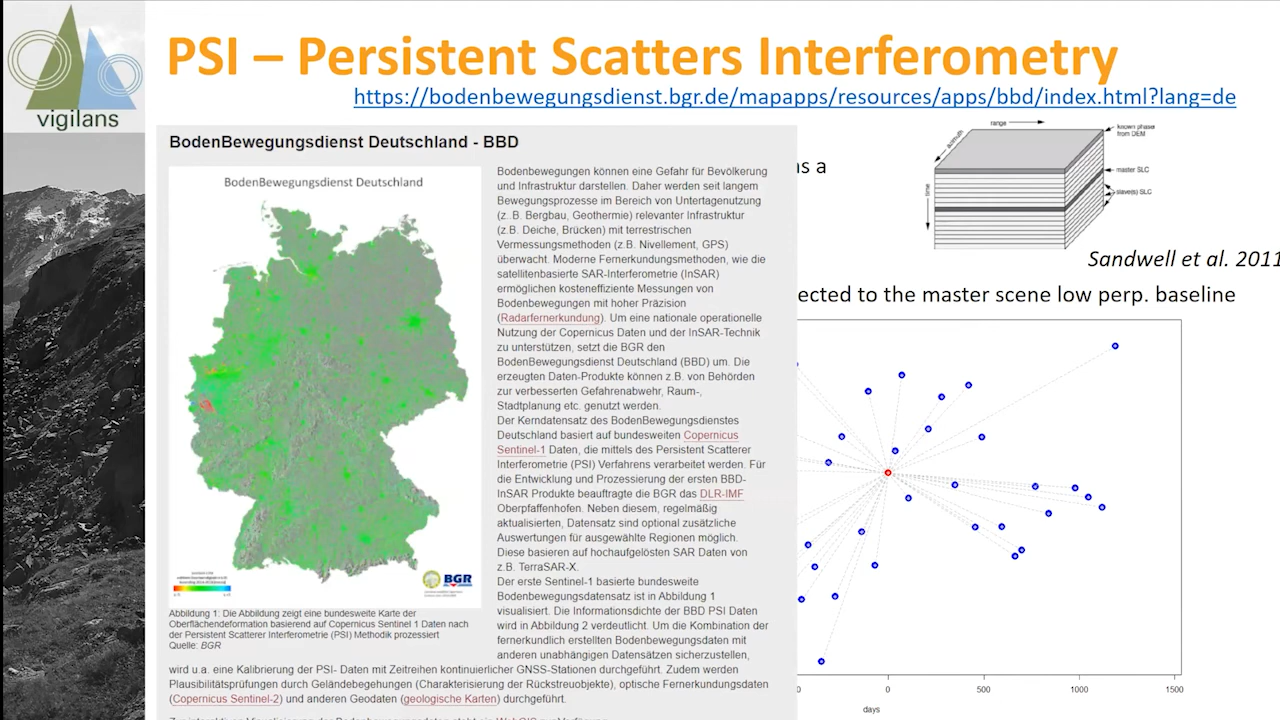 vigilans
PSI – Persistent Scatters Interferometry
https://bodenbewegungsdienst.bgr.de/mapapps/resources/apps/bbd/index.html?lang=de
BodenBewegungsdienst Deutschland - BBD
BodenBewegungsdienst Deutschland
BGR
Abbildung 1: Die Abbildung zeigt eine bundesweite Karte der
Oberflächendeformation basierend auf Copernicus Sentinel 1 Daten nach
der Persistent Scatterer Interferometrie (PSI) Methodik prozessiert
Quelle: BGR
Bodenbewegungen können eine Gefahr für Bevölkerung
und Infrastruktur darstellen. Daher werden seit langem
Bewegungsprozesse im Bereich von Untertagenutzung
(z..B. Bergbau, Geothermie) relevanter Infrastruktur
(z.B. Deiche, Brücken) mit terrestrischen
Vermessungsmethoden (z.B. Nivellement, GPS)
überwacht. Moderne Fernerkundungsmethoden, wie die
satellitenbasierte SAR-Interferometrie (InSAR)
ermöglichen kosteneffiziente Messungen von
Bodenbewegungen mit hoher Präzision
(Radarfernerkundung). Um eine nationale operationelle
Nutzung der Copernicus Daten und der InSAR-Technik
zu unterstützen, setzt die BGR den
BodenBewegungsdienst Deutschland (BBD) um. Die
erzeugten Daten-Produkte können z.B. von Behörden
zur verbesserten Gefahrenabwehr, Raum-,
Stadtplanung etc. genutzt werden.
Der Kerndatensatz des BodenBewegungsdienstes
Deutschland basiert auf bundesweiten Copernicus
Sentinel-1 Daten, die mittels des Persistent Scatterer
Interferometrie (PSI) Verfahrens verarbeitet werden. Für
die Entwicklung und Prozessierung der ersten BBD-
InSAR Produkte beauftragte die BGR das DLR-IMF
Oberpfaffenhofen. Neben diesem, regelmäßig
aktualisierten, Datensatz sind optional zusätzliche
Auswertungen für ausgewählte Regionen möglich.
Diese basieren auf hochaufgelösten SAR Daten von
z.B. TerraSAR-X.
Der erste Sentinel-1 basierte bundesweite
Bodenbewegungsdatensatz ist in Abbildung 1
visualisiert. Die Informationsdichte der BBD PSI Daten
wird in Abbildung 2 verdeutlicht. Um die Kombination der
fernerkundlich erstellten Bodenbewegungsdaten mit
anderen unabhängigen Datensätzen sicherzustellen,
wird u.a. eine Kalibrierung der PSI- Daten mit Zeitreihen kontinuierlicher GNSS-Stationen durchgeführt. Zudem werden
Plausibilitätsprüfungen durch Geländebegehungen (Charakterisierung der Rückstreuobjekte), optische Fernerkundungsdaten
(Copernicus Sentinel-2) und anderen Geodaten (geologische Karten) durchgeführt.
as a
range
azimuth
time
known phase
from DEM
master SLC
slave(s) SLC
Sandwell et al. 2011
ected to the master scene low perp. baseline
0 500 1000 1500
days